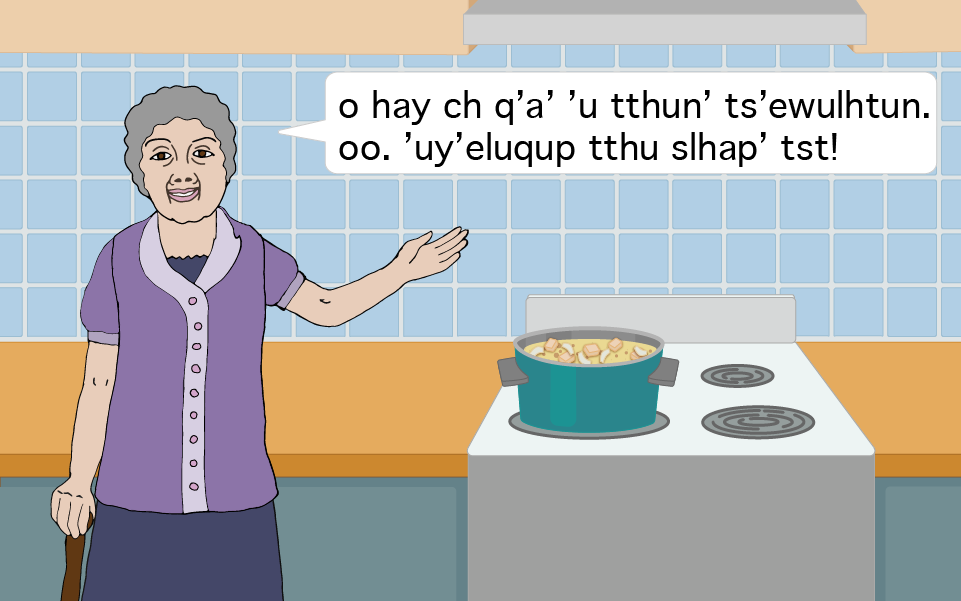 o hay ch q’a’ ’u tthun’ ts’ewulhtun.
oo. ’uy’eluqup tthu slhap’ tst!